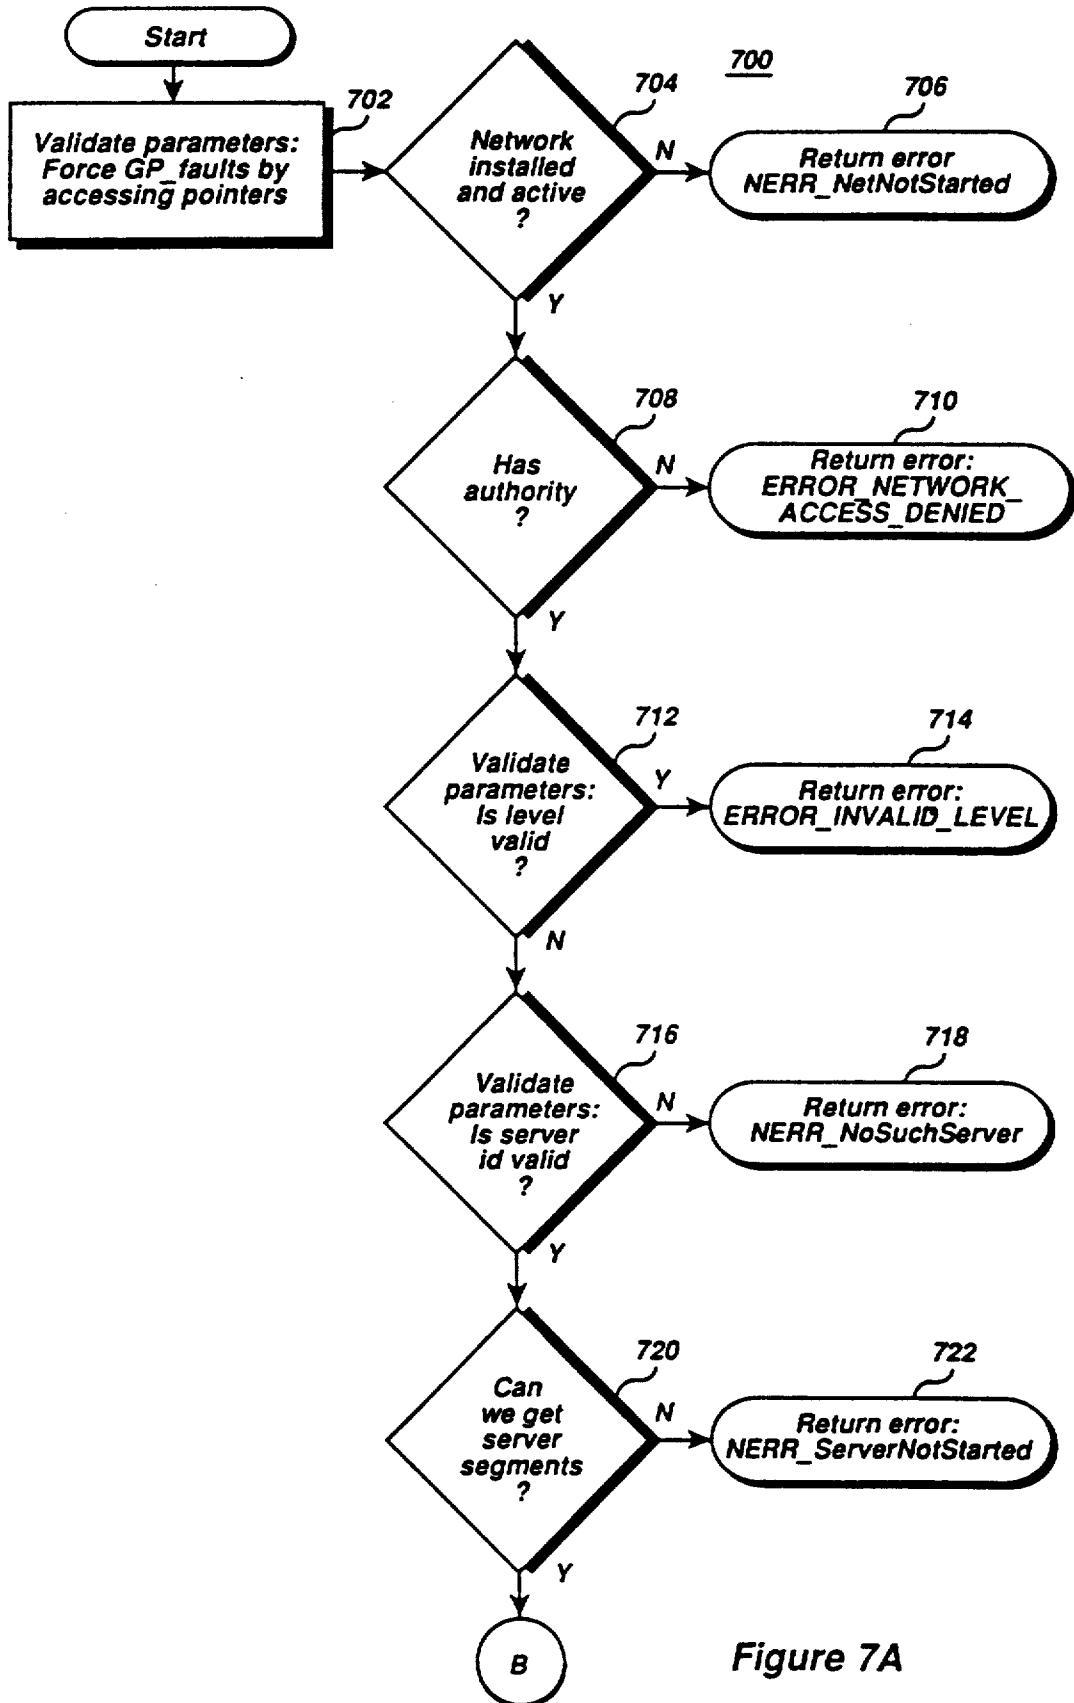 Start
702
Validate parameters:
Force GP_faults by
accessing pointers
700
704
Network
installed
and active
?
N
Y
706
Return error
NERR_NetNotStarted
708
Has
authority
?
N
Y
710
Return error:
ERROR_NETWORK_
ACCESS_DENIED
712
Validate
parameters:
Is level
valid
?
Y
N
714
Return error:
ERROR_INVALID_LEVEL
716
Validate
parameters:
Is server
id valid
?
N
Y
718
Return error:
NERR_NoSuchServer
720
Can
we get
server
segments
?
N
Y
722
Return error:
NERR_ServerNotStarted
B
Figure 7A